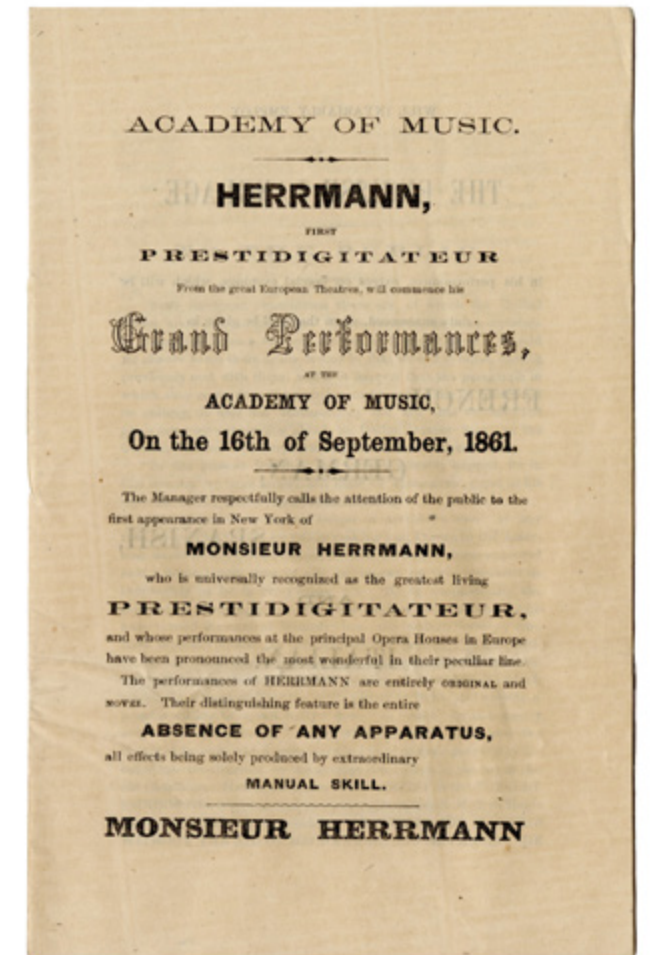 ACADEMY OF MUSIC.
HERRMANN,
FIRST
PRESTIDIGITATEUR
From the great European Theatres, will commence his
Grand Performances,
AT THE
ACADEMY OF MUSIC,
On the 16th of September, 1861.
The Manager respectfully calls the attention of the public to the
first appearance in New York of
MONSIEUR HERRMANN,
who is universally recognized as the greatest living
PRESTIDIGITATEUR,
and whose performances at the principal Opera Houses in Europe
have been pronounced the most wonderful in their peculiar line.
The performances of HERRMANN are entirely ORIGINAL and
NOVEL. Their distinguishing feature is the entire
ABSENCE OF ANY APPARATUS,
all effects being solely produced by extraordinary
MANUAL SKILL.
MONSIEUR HERRMANN